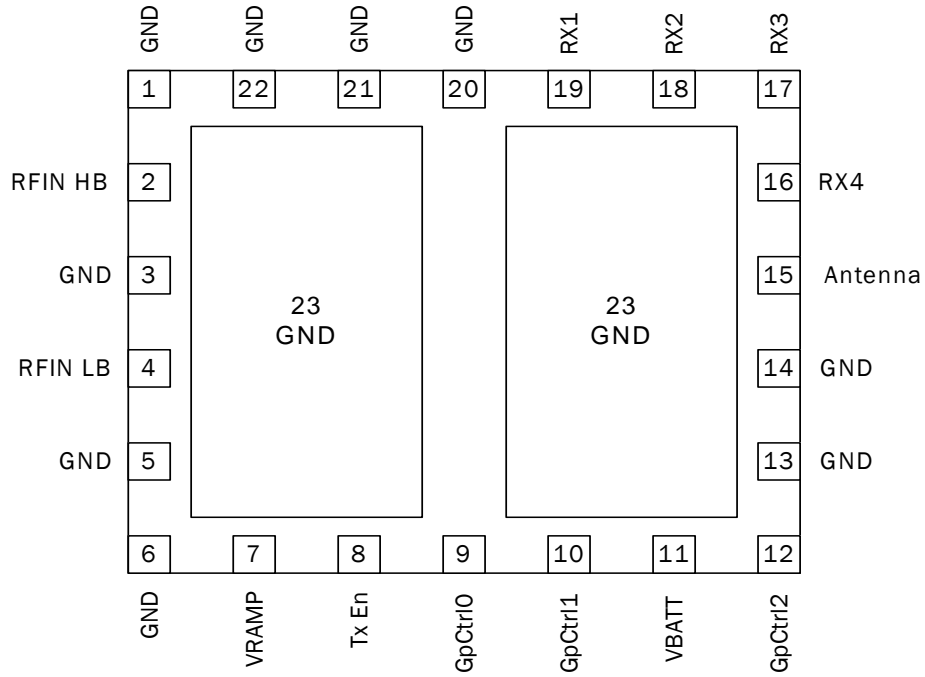 GND
GND
GND
GND
RX1
RX2
RX3
1
22
21
20
19
18
17
RFIN HB
2
16
RX4
GND
3
15
Antenna
23
GND
23
GND
RFIN LB
4
14
GND
GND
5
13
GND
6
7
8
9
10
11
12
GND
VRAMP
Tx En
GpCtrl0
GpCtrl1
VBATT
GpCtrl2